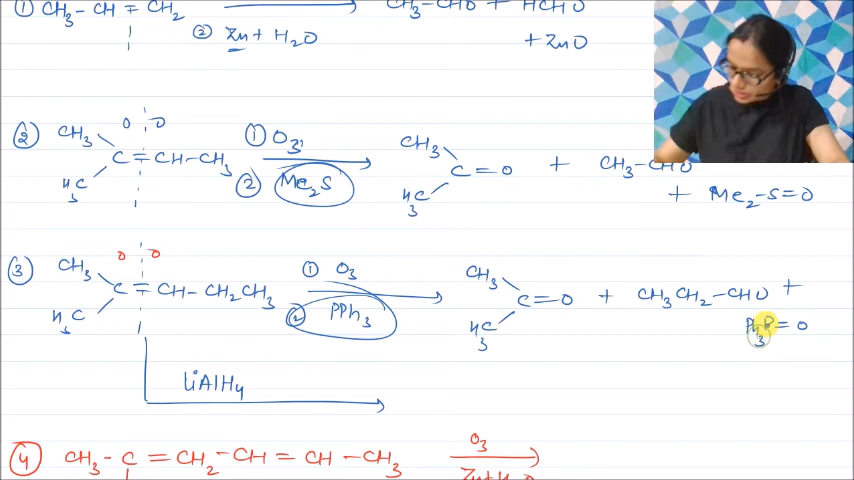 ① CH₃-CH=CH₂ → CH₃-CHO + HCHO
② Zn + H₂O + ZnO
O O
② CH₃ ① O₃, CH₃
C=CH-CH₃ → C=O + CH₃-CHO
H₃C ② Me₂S H₃C + Me₂-S=O
O O
③ CH₃ ① O₃ CH₃
C=CH-CH₂CH₃ → C=O + CH₃CH₂-CHO +
H₃C ② PPh₃ H₃C Ph₃P=O
LiAlH₄
④ CH₃-C=CH₂-CH=CH-CH₃ O₃ →
Zn+H₂O